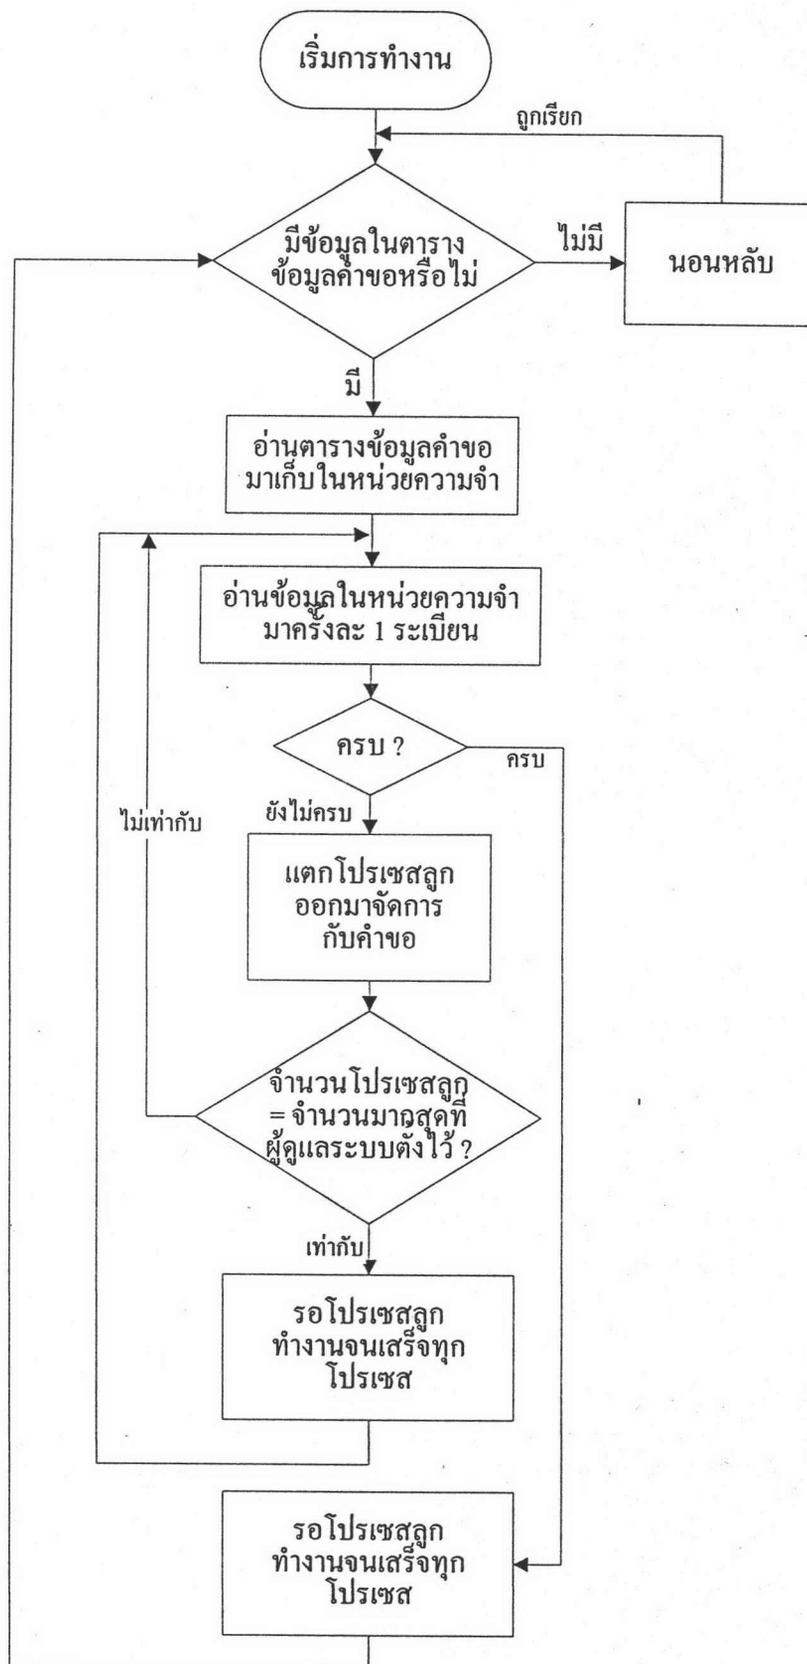 เริ่มการทำงาน
ถูกเรียก
มีข้อมูลในตาราง
ข้อมูลคำขอหรือไม่
ไม่มี
นอนหลับ
มี
อ่านตารางข้อมูลคำขอ
มาเก็บในหน่วยความจำ
อ่านข้อมูลในหน่วยความจำ
มาครั้งละ 1 ระเบียน
ครบ ?
ครบ
ยังไม่ครบ
ไม่เท่ากับ
แตกโปรเซสลูก
ออกมาจัดการ
กับคำขอ
จำนวนโปรเซสลูก
= จำนวนมากสุดที่
ผู้ดูแลระบบตั้งไว้ ?
เท่ากับ
รอโปรเซสลูก
ทำงานจนเสร็จทุก
โปรเซส
รอโปรเซสลูก
ทำงานจนเสร็จทุก
โปรเซส